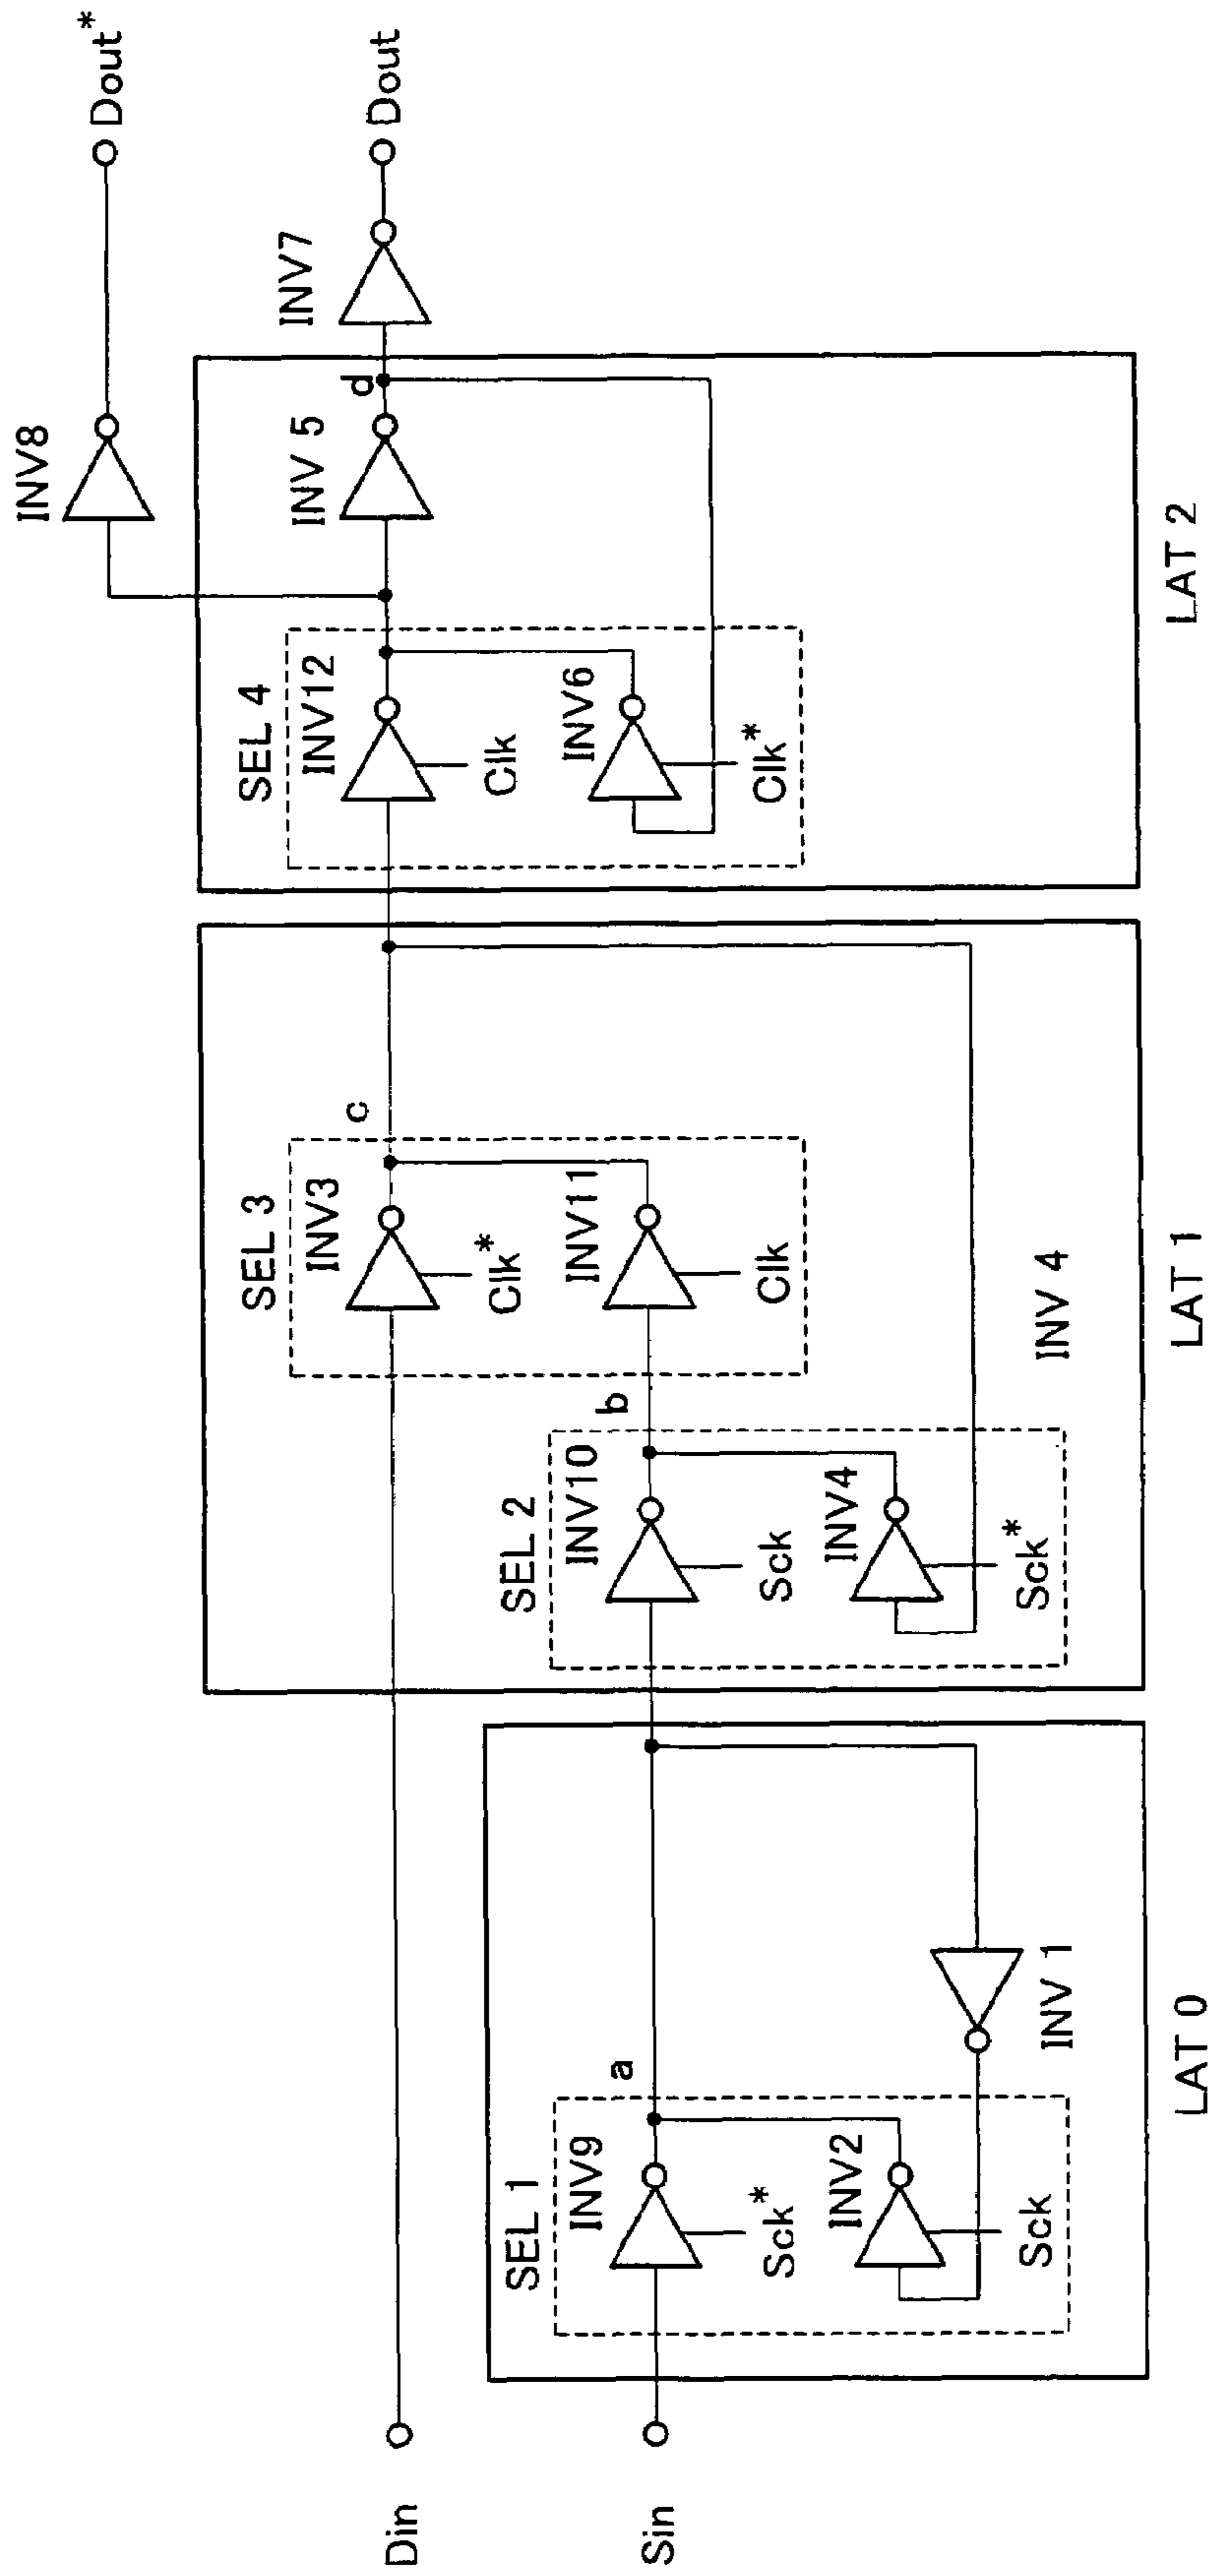 Din
Sin
LAT 0
SEL 1
INV9
Sck*
INV2
Sck
INV 1
a
LAT 1
SEL 2
INV10
Sck
INV4
Sck*
b
SEL 3
INV3
Clk*
INV11
Clk
INV 4
c
LAT 2
SEL 4
INV12
Clk
INV6
Clk*
INV 5
d
INV8
INV7
Dout*
Dout